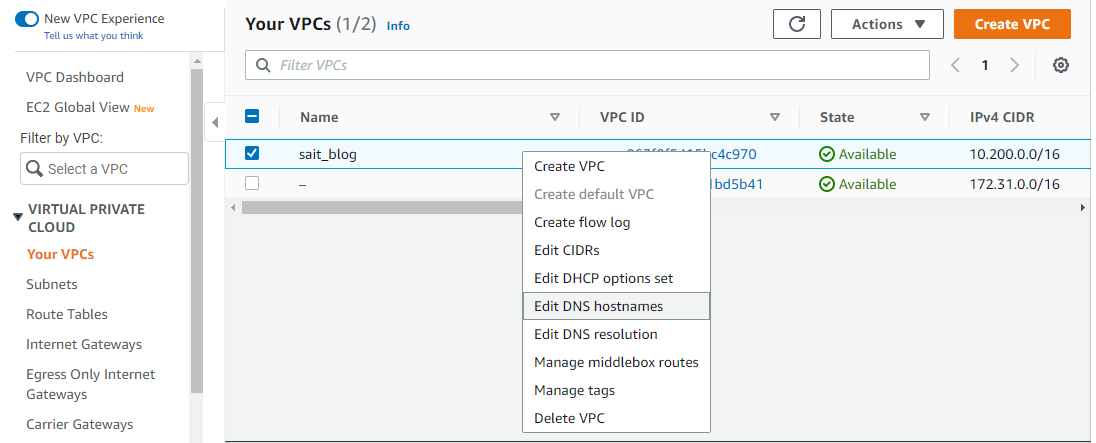 New VPC Experience
Tell us what you think
VPC Dashboard
EC2 Global View New
Filter by VPC:
Select a VPC
VIRTUAL PRIVATE
CLOUD
Your VPCs
Subnets
Route Tables
Internet Gateways
Egress Only Internet
Gateways
Carrier Gateways
Your VPCs (1/2) Info
Actions
Create VPC
Filter VPCs
1
Name VPC ID State IPv4 CIDR
sait_blog c4c970 Available 10.200.0.0/16
– bd5b41 Available 172.31.0.0/16
Create VPC
Create default VPC
Create flow log
Edit CIDRs
Edit DHCP options set
Edit DNS hostnames
Edit DNS resolution
Manage middlebox routes
Manage tags
Delete VPC